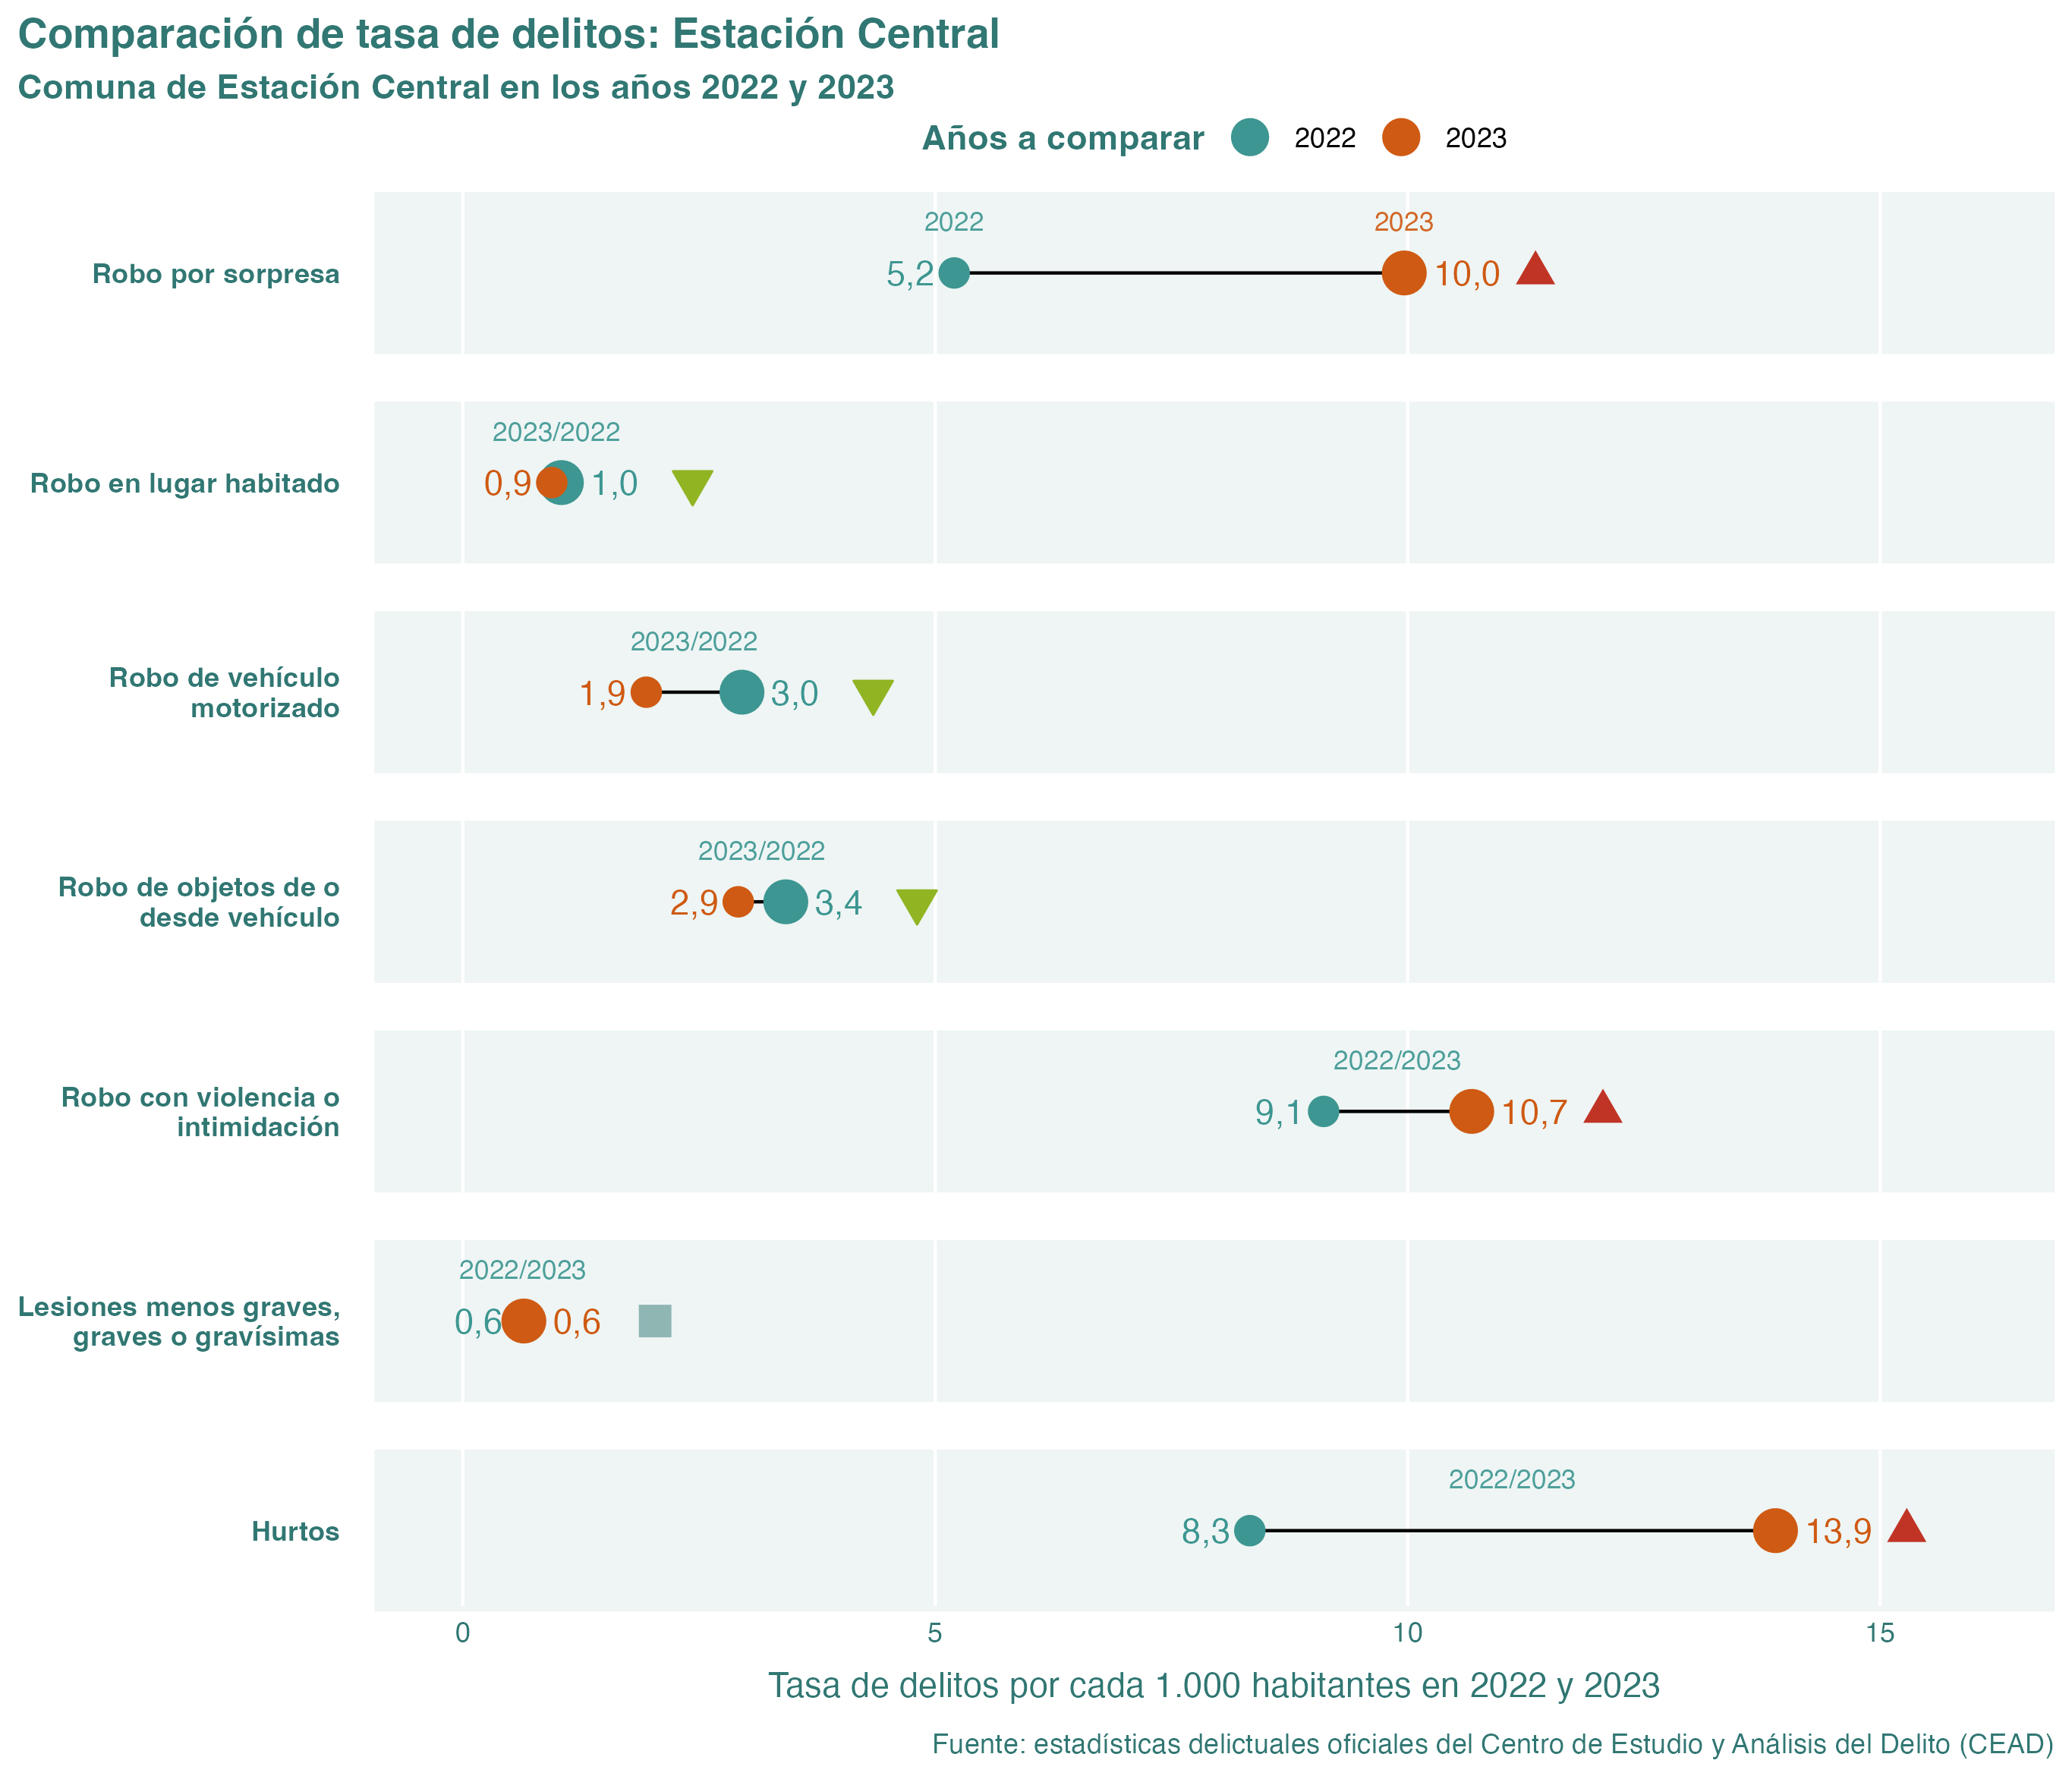 Comparación de tasa de delitos: Estación Central
Comuna de Estación Central en los años 2022 y 2023
Años a comparar 2022 2023
2022 2023
Robo por sorpresa 5,2 10,0
2023/2022
Robo en lugar habitado 0,9 1,0
2023/2022
Robo de vehículo
motorizado
1,9 3,0
2023/2022
Robo de objetos de o
desde vehículo
2,9 3,4
2022/2023
Robo con violencia o
intimidación
9,1 10,7
2022/2023
Lesiones menos graves,
graves o gravísimas
0,6 0,6
2022/2023
Hurtos 8,3 13,9
0 5 10 15
Tasa de delitos por cada 1.000 habitantes en 2022 y 2023
Fuente: estadísticas delictuales oficiales del Centro de Estudio y Análisis del Delito (CEAD)